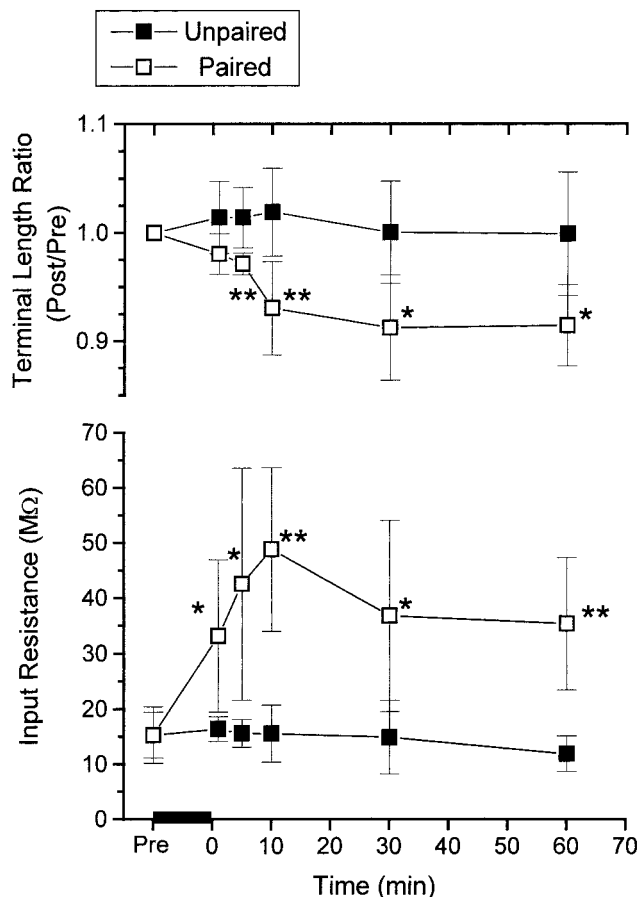 Unpaired
Paired
1.1
1.0
0.9
Terminal Length Ratio
(Post/Pre)
** **
*
*
70
60
50
40
30
20
10
0
Input Resistance (MΩ)
*
*
**
*
**
Pre 0 10 20 30 40 50 60 70
Time (min)